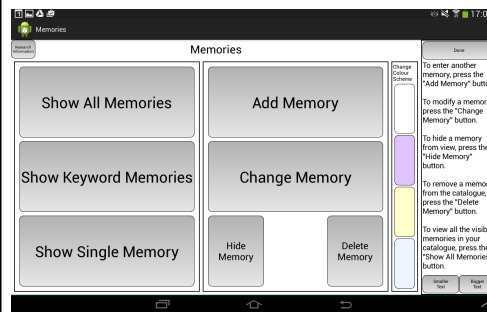 17:0
Memories
Research
Information
Memories
Done
Show All Memories
Add Memory
Show Keyword Memories
Change Memory
Show Single Memory
Hide
Memory
Delete
Memory
Change
Colour
Scheme
To enter another
memory, press the
"Add Memory" butto
To modify a memor
press the "Change
Memory" button.
To hide a memory
from view, press the
"Hide Memory"
button.
To remove a memor
from the catalogue,
press the "Delete
Memory" button.
To view all the visib
memories in your
catalogue, press the
"Show All Memories
button.
Smaller
Text
Bigger
Text